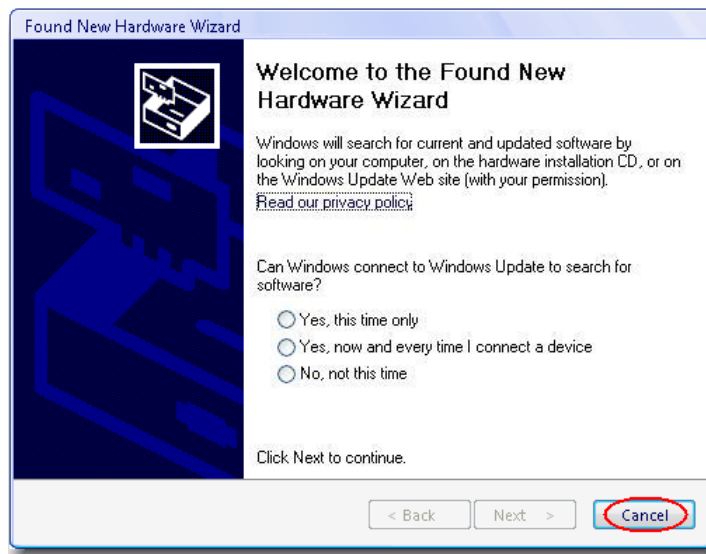 Found New Hardware Wizard
Welcome to the Found New
Hardware Wizard
Windows will search for current and updated software by
looking on your computer, on the hardware installation CD, or on
the Windows Update Web site (with your permission).
Read our privacy policy
Can Windows connect to Windows Update to search for
software?
Yes, this time only
Yes, now and every time I connect a device
No, not this time
Click Next to continue.
< Back Next > Cancel